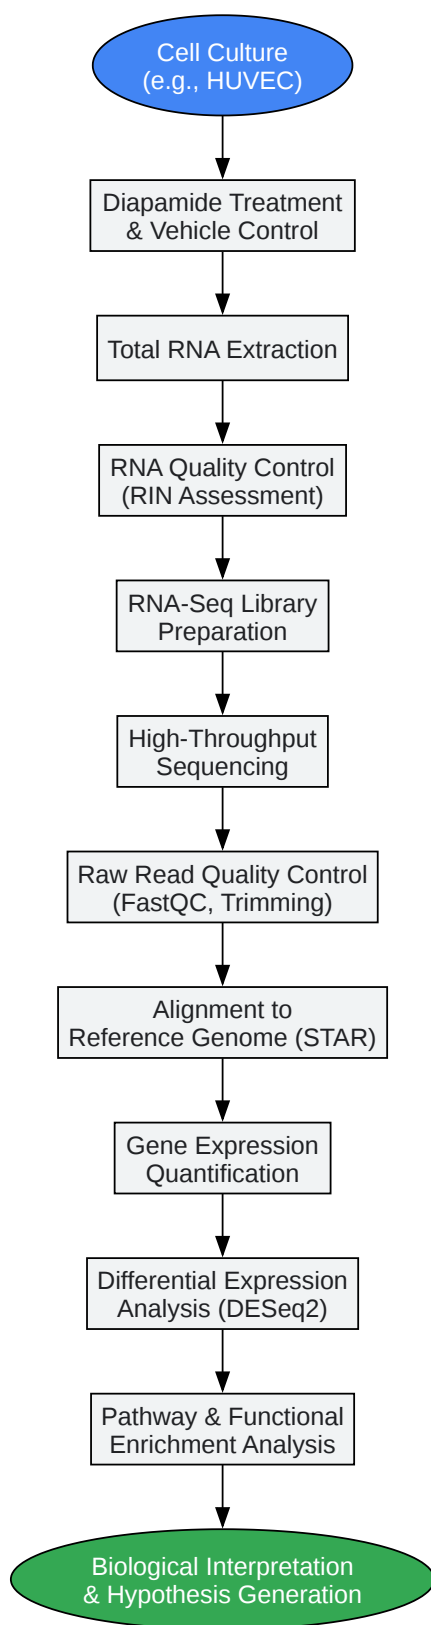 Cell Culture
(e.g., HUVEC)
Diapamide Treatment
& Vehicle Control
Total RNA Extraction
RNA Quality Control
(RIN Assessment)
RNA-Seq Library
Preparation
High-Throughput
Sequencing
Raw Read Quality Control
(FastQC, Trimming)
Alignment to
Reference Genome (STAR)
Gene Expression
Quantification
Differential Expression
Analysis (DESeq2)
Pathway & Functional
Enrichment Analysis
Biological Interpretation
& Hypothesis Generation